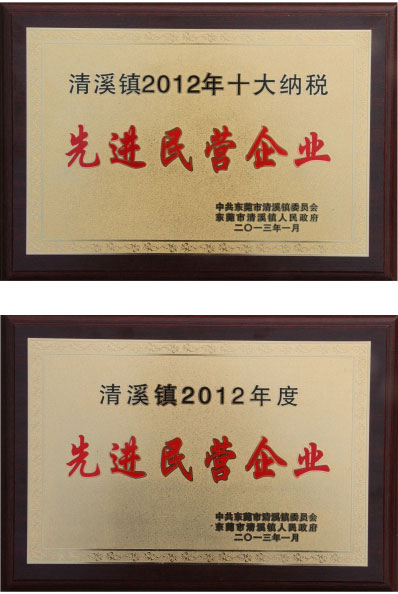 清溪镇2012年十大纳税
先进民营企业
中共东莞市清溪镇委员会
东莞市清溪镇人民政府
二〇一三年一月
清溪镇2012年度
先进民营企业
中共东莞市清溪镇委员会
东莞市清溪镇人民政府
二〇一三年一月